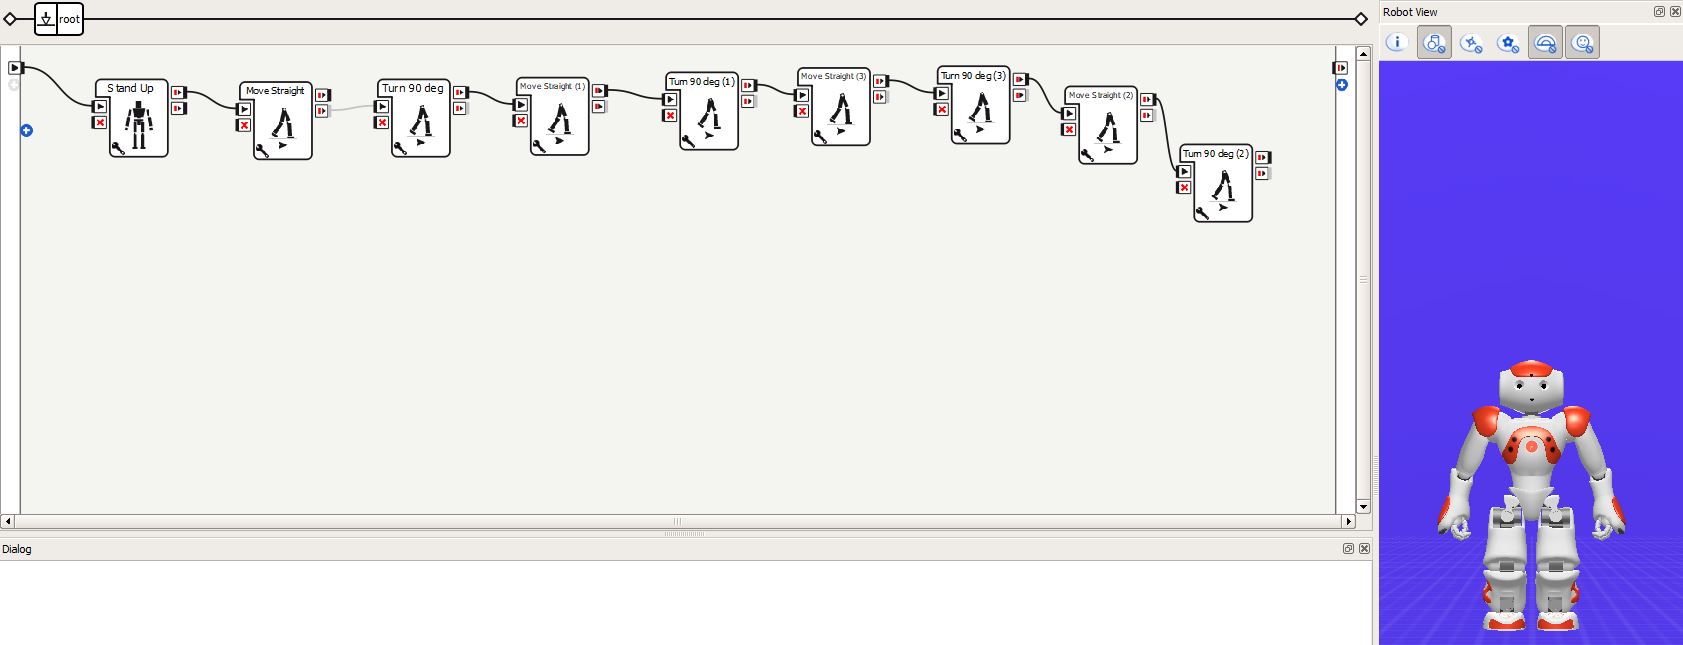 root
Robot View
i
Stand Up
Move Straight
Turn 90 deg
Move Straight (1)
Turn 90 deg (1)
Move Straight (3)
Turn 90 deg (3)
Move Straight (2)
Turn 90 deg (2)
Dialog